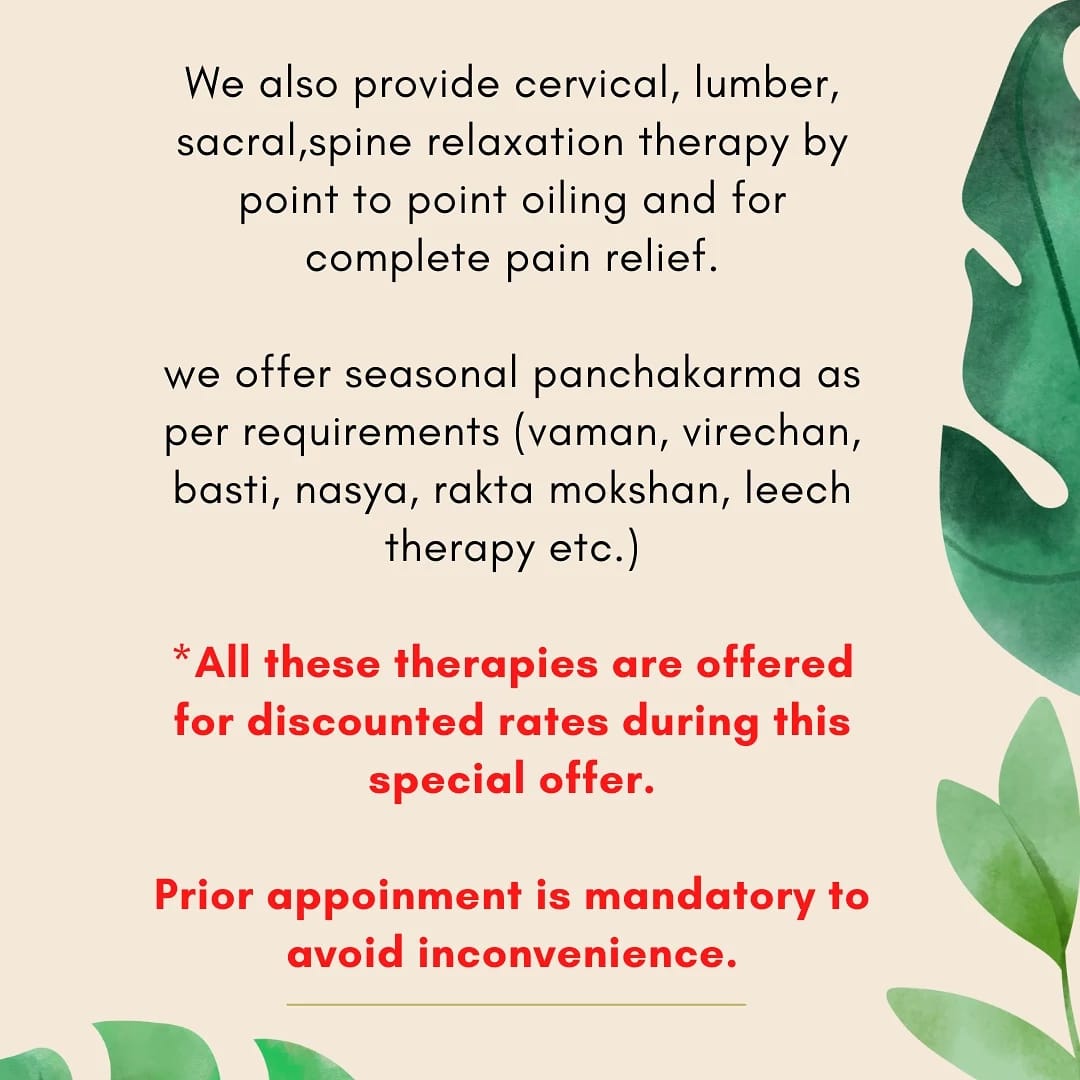 We also provide cervical, lumber,
sacral,spine relaxation therapy by
point to point oiling and for
complete pain relief.
we offer seasonal panchakarma as
per requirements (vaman, virechan,
basti, nasya, rakta mokshan, leech
therapy etc.)
*All these therapies are offered
for discounted rates during this
special offer.
Prior appoinment is mandatory to
avoid inconvenience.